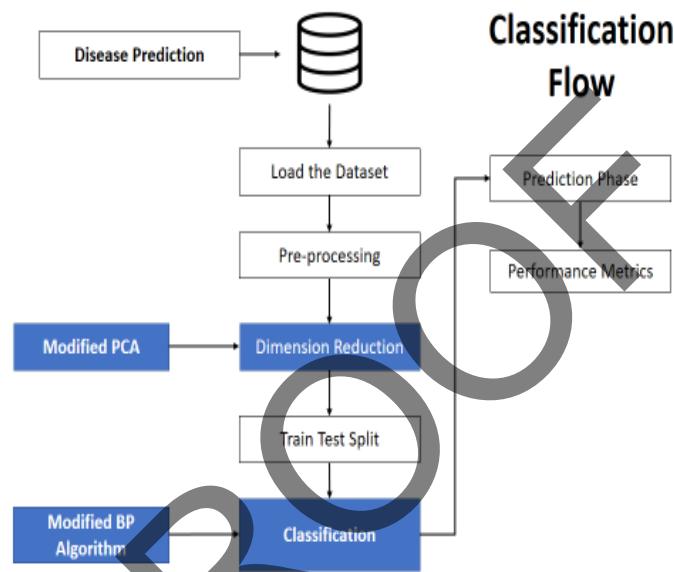 Classification
Flow
Disease Prediction
Load the Dataset
Pre-processing
Modified PCA
Dimension Reduction
Train Test Split
Modified BP
Algorithm
Classification
Prediction Phase
Performance Metrics
PROOF